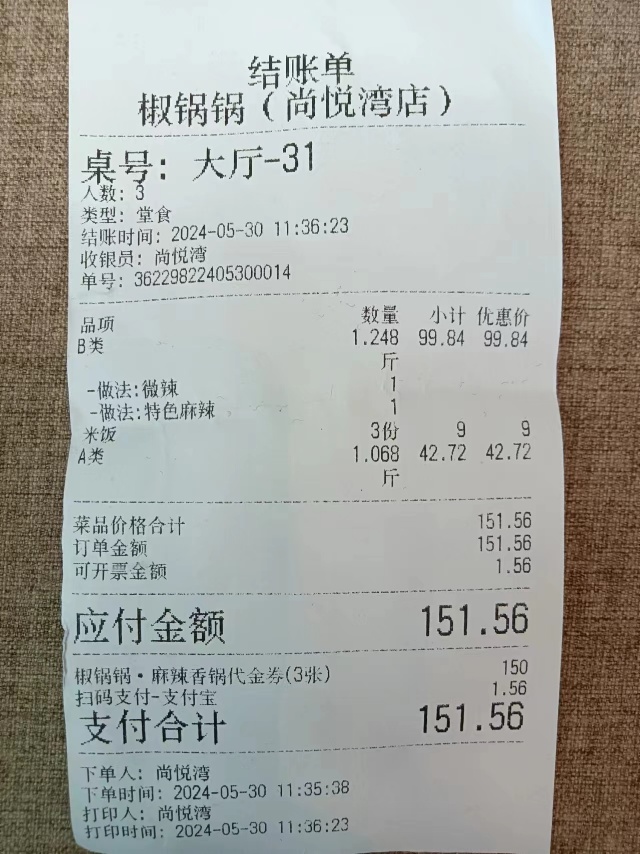 结账单
椒锅锅（尚悦湾店）
桌号: 大厅-31
人数: 3
类型: 堂食
结账时间: 2024-05-30 11:36:23
收银员: 尚悦湾
单号: 36229822405300014
品项 数量 小计 优惠价
B类 1.248 99.84 99.84
斤
-做法:微辣 1
-做法:特色麻辣 1
米饭 3份 9 9
A类 1.068 42.72 42.72
斤
菜品价格合计 151.56
订单金额 151.56
可开票金额 1.56
应付金额 151.56
椒锅锅·麻辣香锅代金券(3张) 150
扫码支付-支付宝 1.56
支付合计 151.56
下单人: 尚悦湾
下单时间: 2024-05-30 11:35:38
打印人: 尚悦湾
打印时间: 2024-05-30 11:36:23